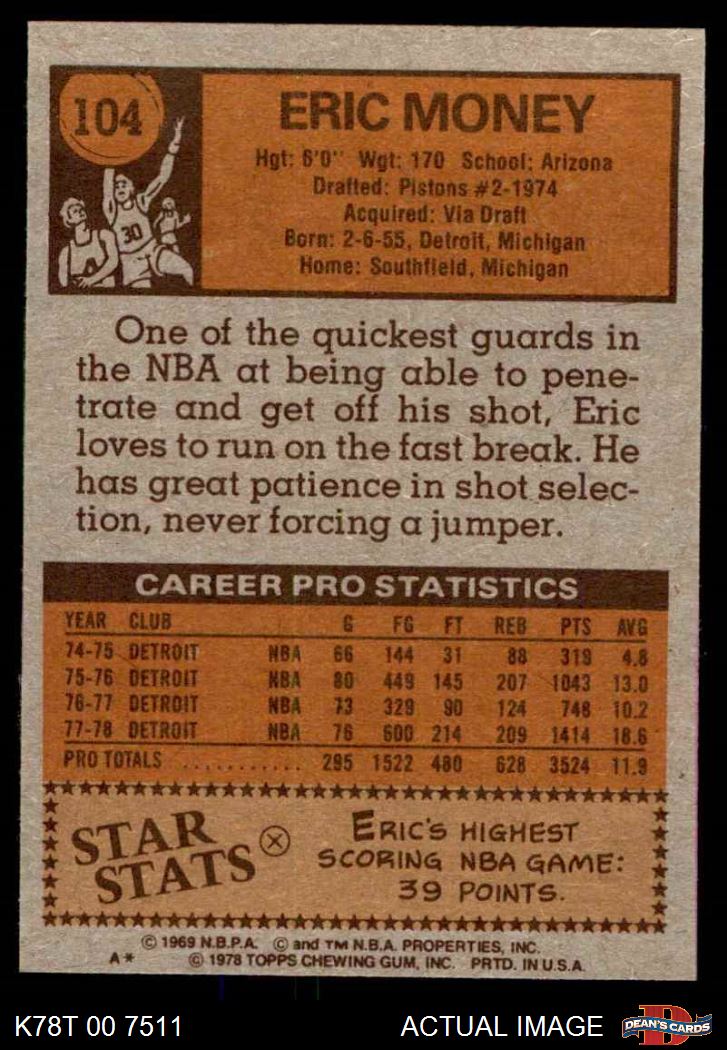 104
ERIC MONEY
Hgt: 6'0" Wgt: 170 School: Arizona
Drafted: Pistons #2-1974
Acquired: Via Draft
Born: 2-6-55, Detroit, Michigan
Home: Southfield, Michigan
30
One of the quickest guards in
the NBA at being able to pene-
trate and get off his shot, Eric
loves to run on the fast break. He
has great patience in shot selec-
tion, never forcing a jumper.
CAREER PRO STATISTICS
YEAR CLUB G FG FT REB PTS AVG
74-75 DETROIT NBA 66 144 31 88 319 4.8
75-76 DETROIT NBA 80 449 145 207 1043 13.0
76-77 DETROIT NBA 73 329 90 124 748 10.2
77-78 DETROIT NBA 76 600 214 209 1414 18.6
PRO TOTALS ........... 295 1522 480 628 3524 11.9
STAR STATS
ERIC'S HIGHEST
SCORING NBA GAME:
39 POINTS.
© 1969 N.B.P.A. © and TM N.B.A. PROPERTIES, INC.
A* © 1978 TOPPS CHEWING GUM, INC. PRTD. IN U.S.A.
K78T 00 7511 ACTUAL IMAGE D DEAN'S CARDS